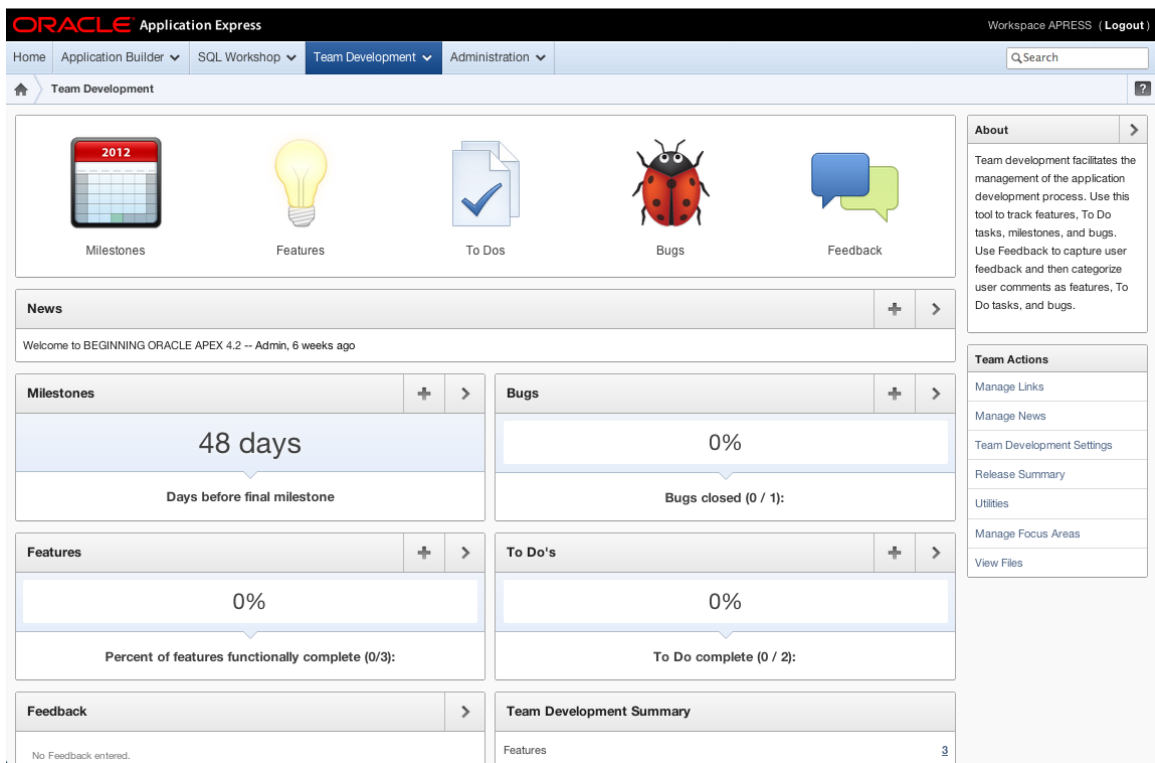 ORACLE Application Express
Workspace APRESS ( Logout )
Home Application Builder SQL Workshop Team Development Administration Search
Team Development ?
2012
Milestones Features To Dos Bugs Feedback
About
Team development facilitates the
management of the application
development process. Use this
tool to track features, To Do
tasks, milestones, and bugs.
Use Feedback to capture user
feedback and then categorize
user comments as features, To
Do tasks, and bugs.
News
Welcome to BEGINNING ORACLE APEX 4.2 -- Admin, 6 weeks ago
Milestones
48 days
Days before final milestone
Bugs
0%
Bugs closed (0 / 1):
Features
0%
Percent of features functionally complete (0/3):
To Do's
0%
To Do complete (0 / 2):
Feedback
No Feedback entered.
Team Development Summary
Features 3
Team Actions
Manage Links
Manage News
Team Development Settings
Release Summary
Utilities
Manage Focus Areas
View Files